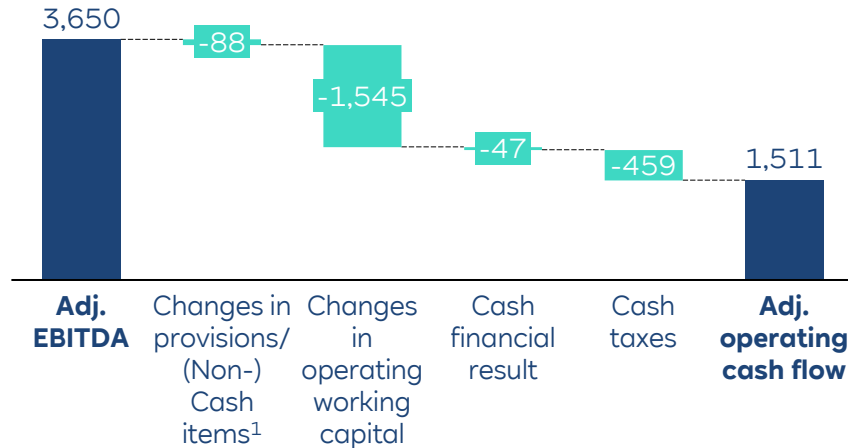 3,650
-88
-1,545
-47
-459
1,511
Adj.
EBITDA
Changes in
provisions/
(Non-)
Cash
items¹
Changes
in
operating
working
capital
Cash
financial
result
Cash
taxes
Adj.
operating
cash flow